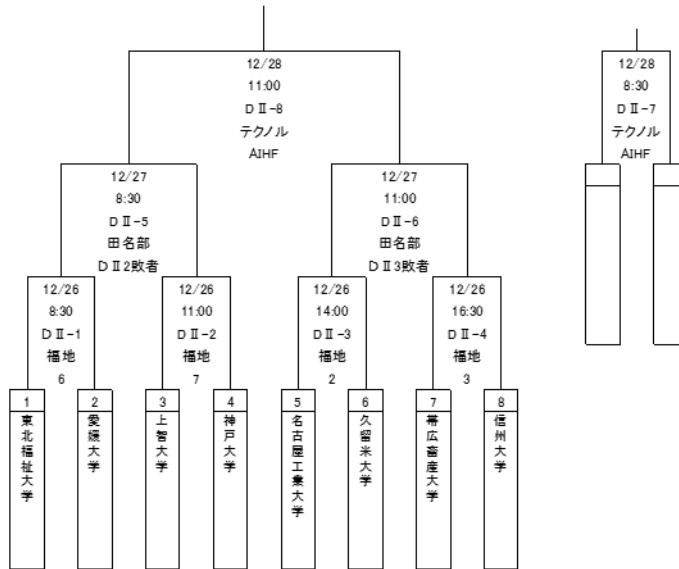 12/28
11:00
DⅡ-8
テクノル
AIHF
12/28
8:30
DⅡ-7
テクノル
AIHF
12/27
8:30
DⅡ-5
田名部
DⅡ2敗者
12/27
11:00
DⅡ-6
田名部
DⅡ3敗者
12/26
8:30
DⅡ-1
福地
6
12/26
11:00
DⅡ-2
福地
7
12/26
14:00
DⅡ-3
福地
2
12/26
16:30
DⅡ-4
福地
3
1
東北福祉大学
2
愛媛大学
3
上智大学
4
神戸大学
5
名古屋工業大学
6
久留米大学
7
帯広畜産大学
8
信州大学